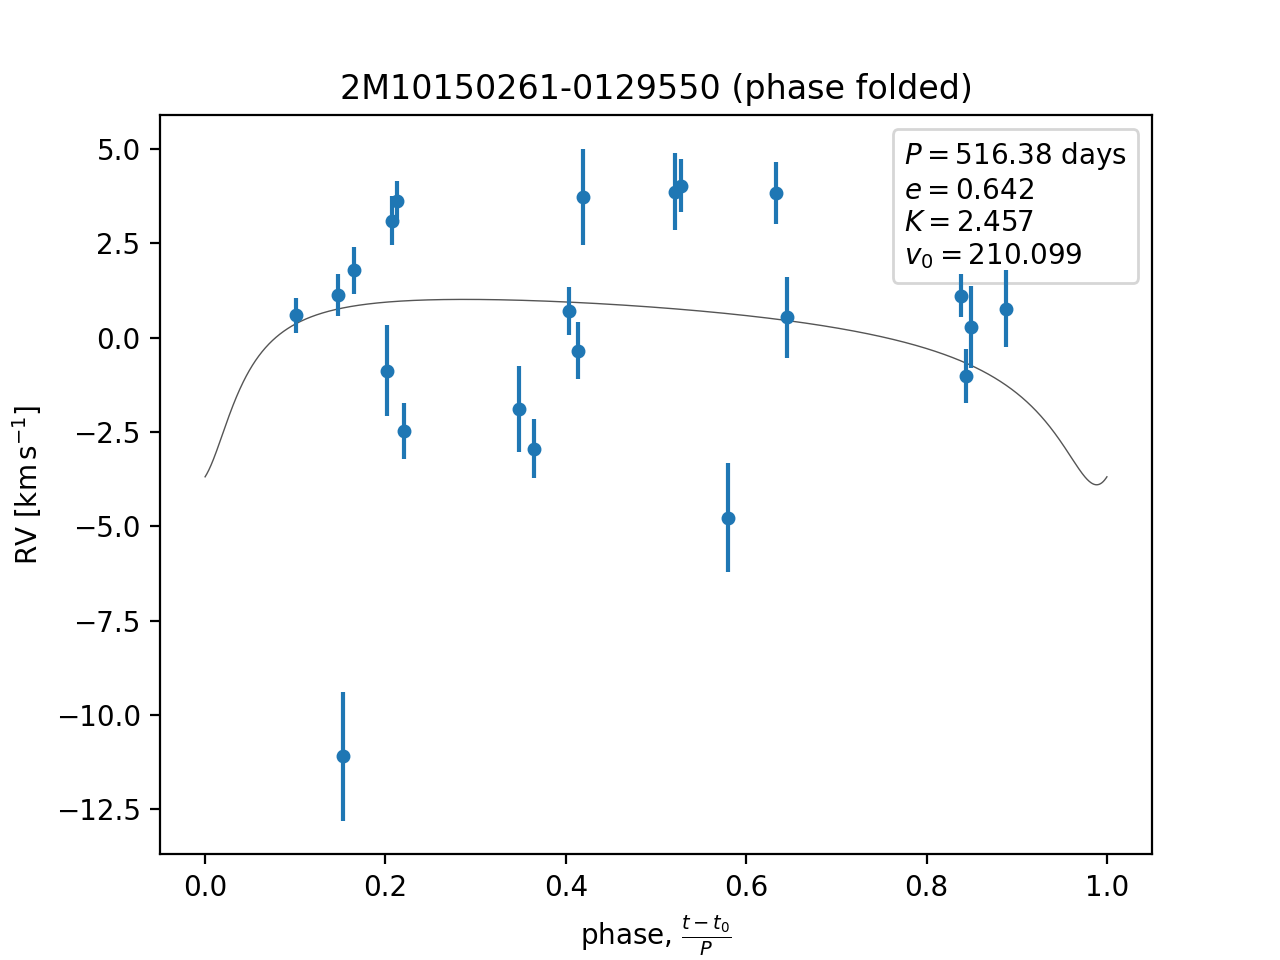 2M10150261-0129550 (phase folded)
P = 516.38 days
e = 0.642
K = 2.457
v₀ = 210.099
RV [km s⁻¹]
5.0
2.5
0.0
−2.5
−5.0
−7.5
−10.0
−12.5
0.0 0.2 0.4 0.6 0.8 1.0
phase, (t − t₀)/P